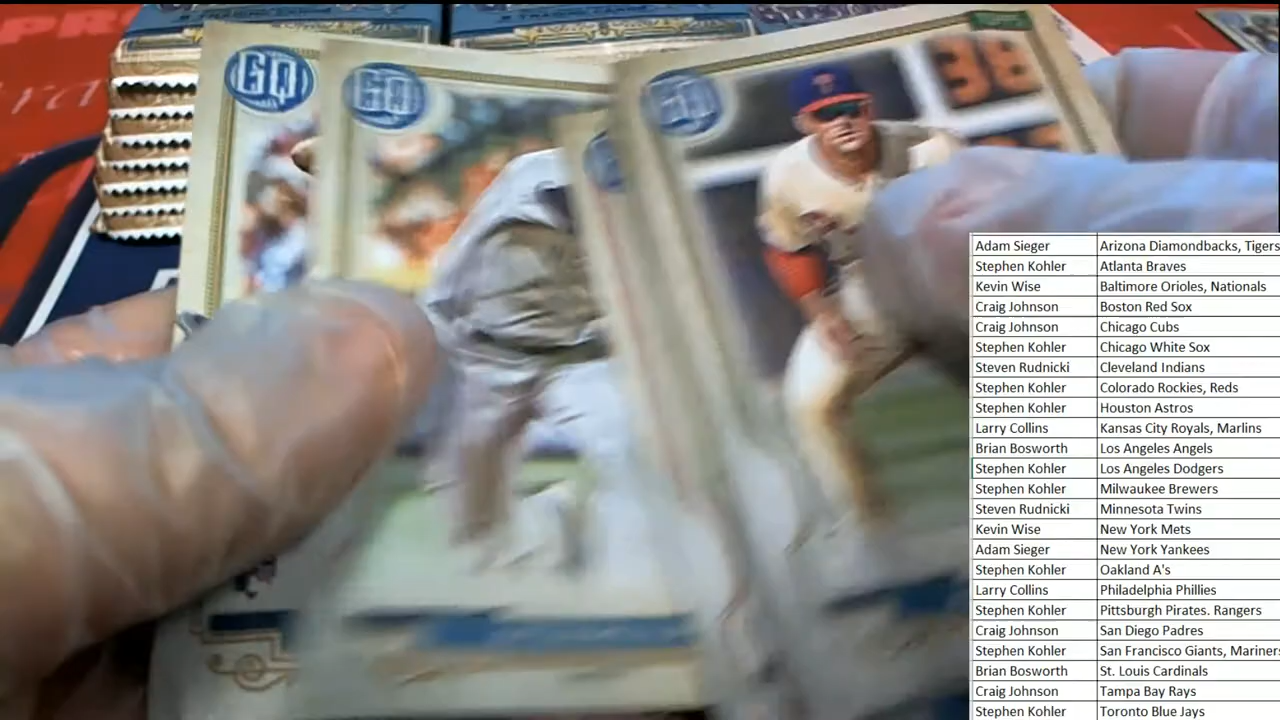 GQ
GQ
GQ
T
38
Adam Sieger Arizona Diamondbacks, Tigers
Stephen Kohler Atlanta Braves
Kevin Wise Baltimore Orioles, Nationals
Craig Johnson Boston Red Sox
Craig Johnson Chicago Cubs
Stephen Kohler Chicago White Sox
Steven Rudnicki Cleveland Indians
Stephen Kohler Colorado Rockies, Reds
Stephen Kohler Houston Astros
Larry Collins Kansas City Royals, Marlins
Brian Bosworth Los Angeles Angels
Stephen Kohler Los Angeles Dodgers
Stephen Kohler Milwaukee Brewers
Steven Rudnicki Minnesota Twins
Kevin Wise New York Mets
Adam Sieger New York Yankees
Stephen Kohler Oakland A's
Larry Collins Philadelphia Phillies
Stephen Kohler Pittsburgh Pirates. Rangers
Craig Johnson San Diego Padres
Stephen Kohler San Francisco Giants, Mariners
Brian Bosworth St. Louis Cardinals
Craig Johnson Tampa Bay Rays
Stephen Kohler Toronto Blue Jays